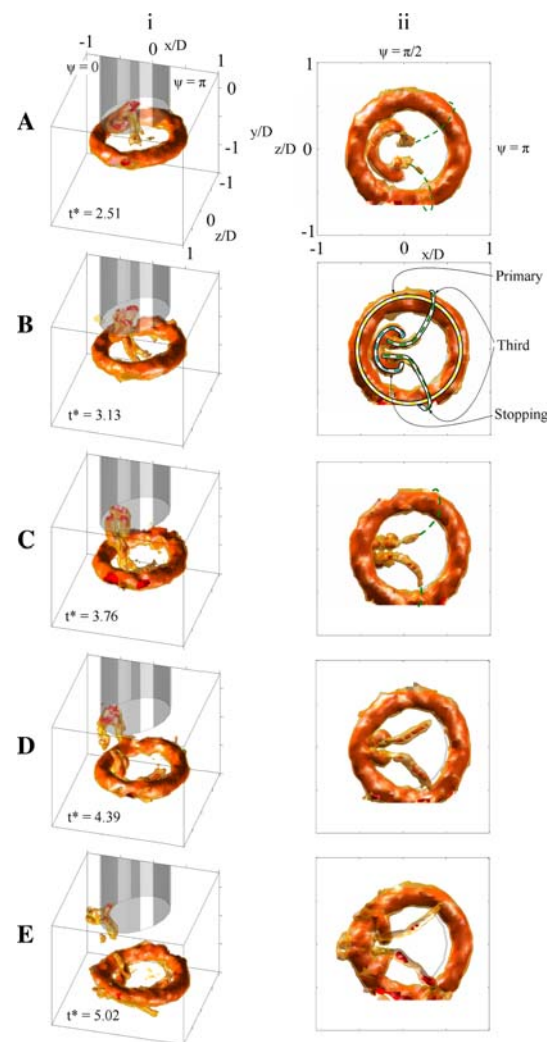 i
ii
-1
0
x/D
1
ψ = 0
ψ = π
1
0
y/D
-1
-1
0
z/D
1
A
t* = 2.51
ψ = π/2
1
z/D
0
-1
ψ = π
-1
0
1
x/D
B
t* = 3.13
Primary
Third
Stopping
C
t* = 3.76
D
t* = 4.39
E
t* = 5.02